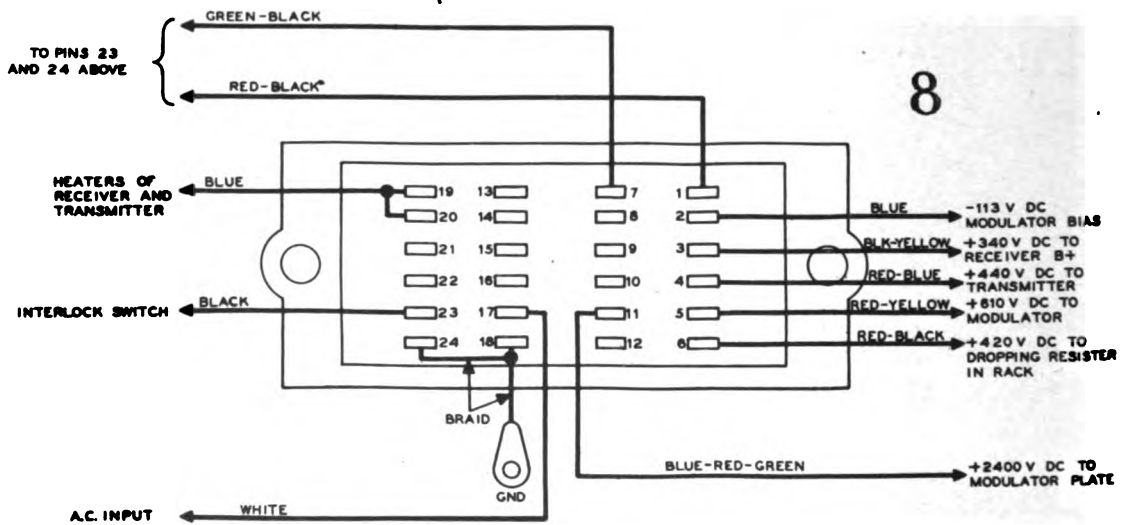 GREEN-BLACK
TO PINS 23
AND 24 ABOVE
RED-BLACK*
8
HEATERS OF
RECEIVER AND
TRANSMITTER
BLUE
19 13 7 1
20 14 8 2
21 15 9 3
22 16 10 4
23 17 11 5
24 18 12 6
BLUE
-113 V DC
MODULATOR BIAS
BLK-YELLOW
+340 V DC TO
RECEIVER B+
RED-BLUE
+440 V DC TO
TRANSMITTER
RED-YELLOW
+610 V DC TO
MODULATOR
RED-BLACK
+420 V DC TO
DROPPING RESISTER
IN RACK
INTERLOCK SWITCH
BLACK
BRAID
GND
BLUE-RED-GREEN
+2400 V DC TO
MODULATOR PLATE
A.C. INPUT
WHITE